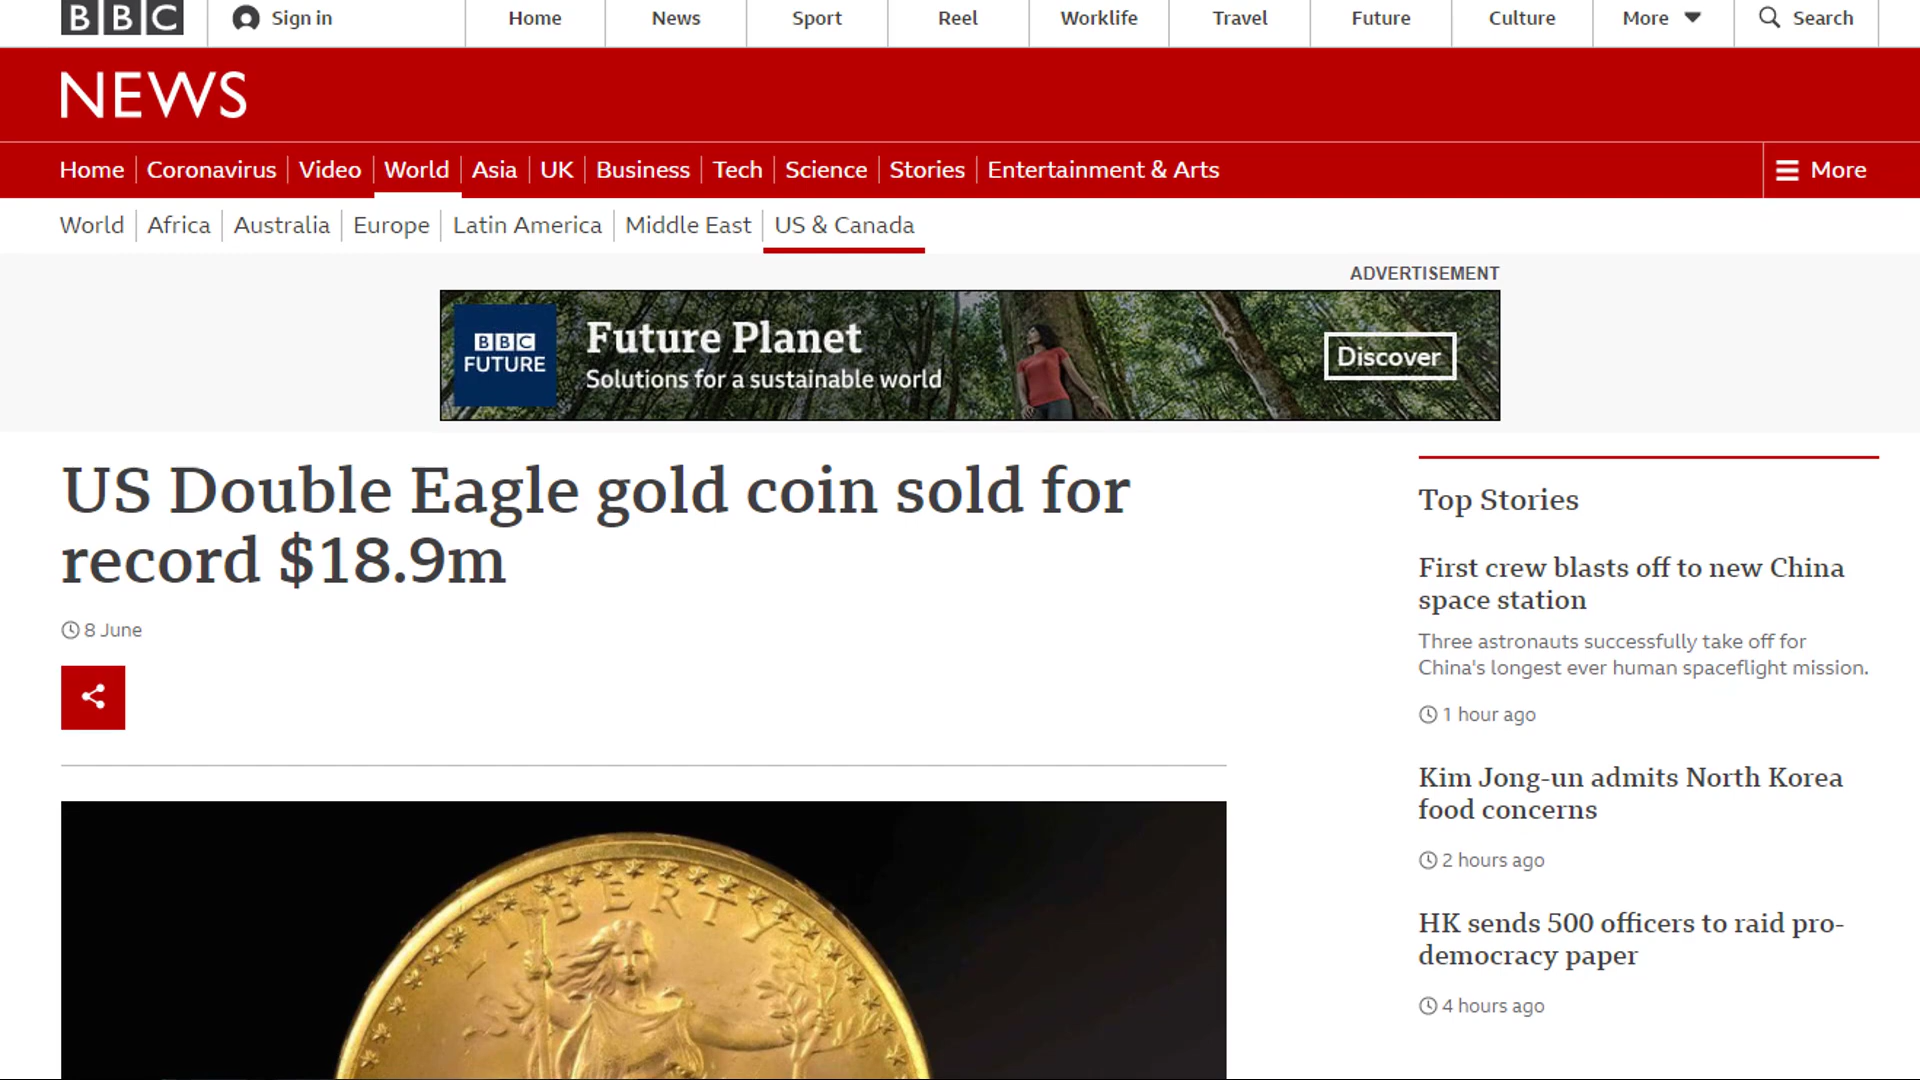 BBC
Sign in
Home
News
Sport
Reel
Worklife
Travel
Future
Culture
More
Search
NEWS
Home
Coronavirus
Video
World
Asia
UK
Business
Tech
Science
Stories
Entertainment & Arts
More
World
Africa
Australia
Europe
Latin America
Middle East
US & Canada
ADVERTISEMENT
BBC
FUTURE
Future Planet
Solutions for a sustainable world
Discover
US Double Eagle gold coin sold for
record $18.9m
8 June
LIBERTY
Top Stories
First crew blasts off to new China
space station
Three astronauts successfully take off for
China's longest ever human spaceflight mission.
1 hour ago
Kim Jong-un admits North Korea
food concerns
2 hours ago
HK sends 500 officers to raid pro-
democracy paper
4 hours ago